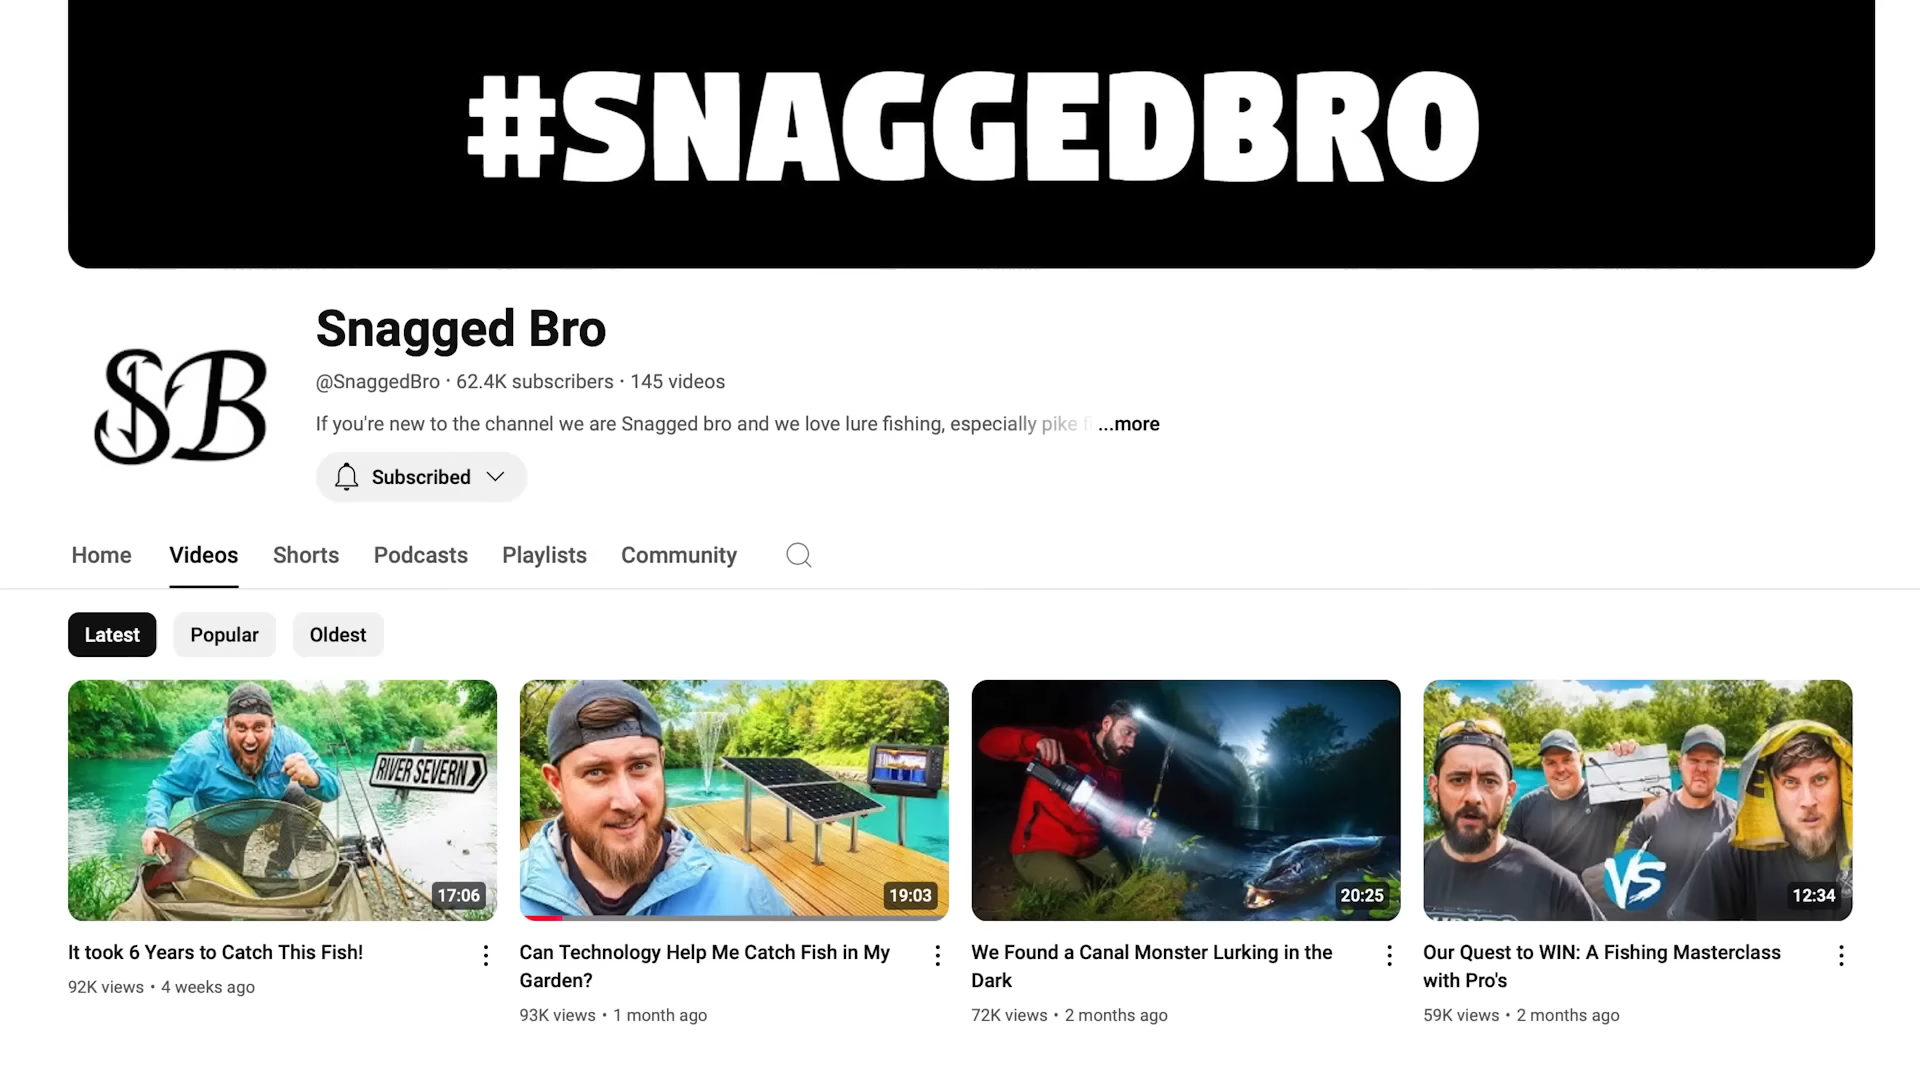 #SNAGGEDBRO
SB
Snagged Bro
@SnaggedBro · 62.4K subscribers · 145 videos
If you're new to the channel we are Snagged bro and we love lure fishing, especially pike f ...more
Subscribed
Home Videos Shorts Podcasts Playlists Community
Latest Popular Oldest
RIVER SEVERN
17:06
19:03
20:25
VS
12:34
It took 6 Years to Catch This Fish!
92K views • 4 weeks ago
Can Technology Help Me Catch Fish in My
Garden?
93K views • 1 month ago
We Found a Canal Monster Lurking in the
Dark
72K views • 2 months ago
Our Quest to WIN: A Fishing Masterclass
with Pro's
59K views • 2 months ago